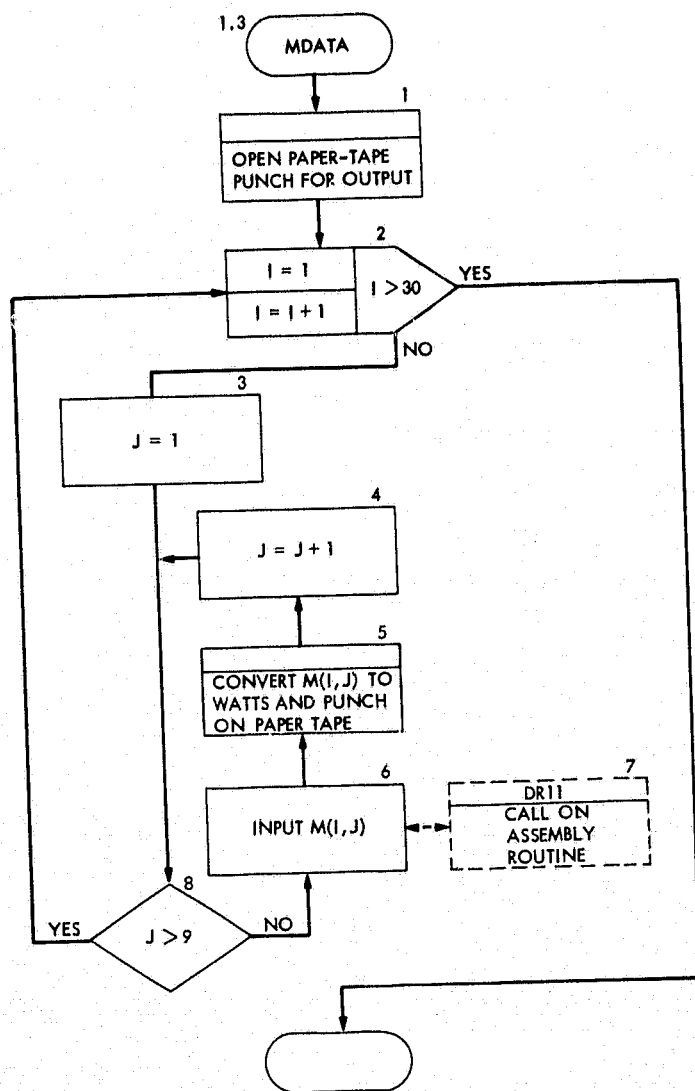 1,3
MDATA
1
OPEN PAPER-TAPE
PUNCH FOR OUTPUT
2
I = 1
I = I + 1
I > 30
YES
NO
3
J = 1
4
J = J + 1
5
CONVERT M(I,J) TO
WATTS AND PUNCH
ON PAPER TAPE
6
INPUT M(I,J)
7
DR11
CALL ON
ASSEMBLY
ROUTINE
8
J > 9
YES
NO